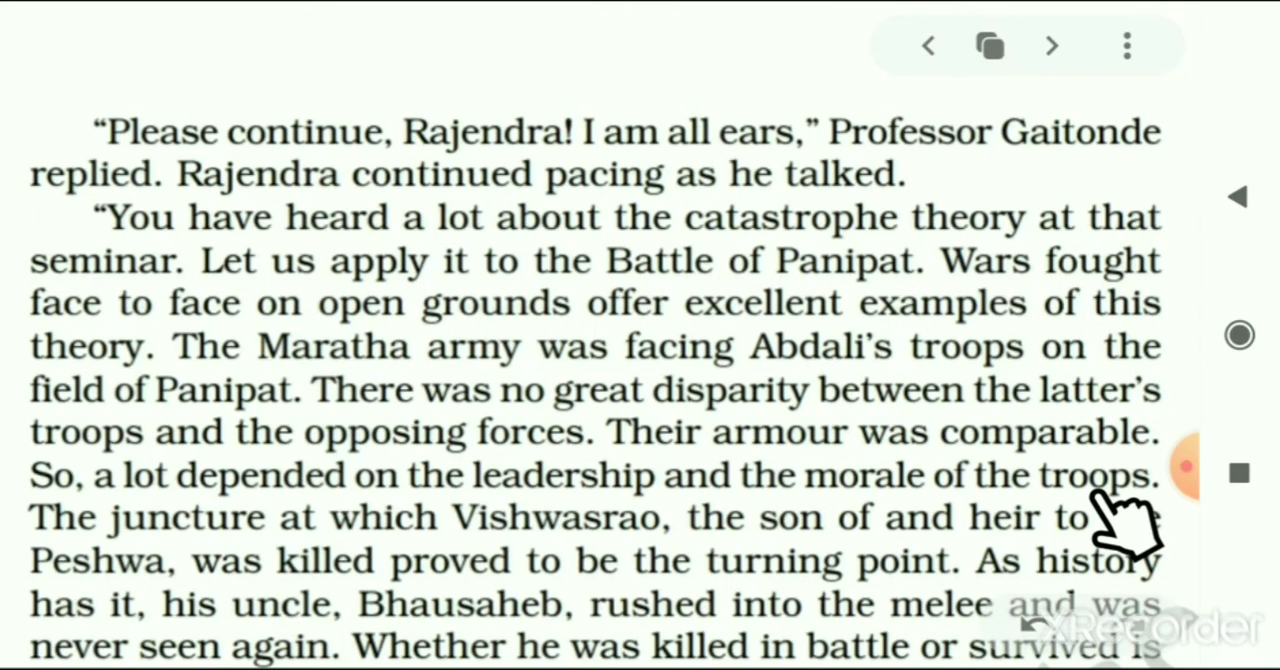 “Please continue, Rajendra! I am all ears,” Professor Gaitonde
replied. Rajendra continued pacing as he talked.
“You have heard a lot about the catastrophe theory at that
seminar. Let us apply it to the Battle of Panipat. Wars fought
face to face on open grounds offer excellent examples of this
theory. The Maratha army was facing Abdali’s troops on the
field of Panipat. There was no great disparity between the latter’s
troops and the opposing forces. Their armour was comparable.
So, a lot depended on the leadership and the morale of the troops.
The juncture at which Vishwasrao, the son of and heir to
Peshwa, was killed proved to be the turning point. As history
has it, his uncle, Bhausaheb, rushed into the melee and was
never seen again. Whether he was killed in battle or survived is
XRecorder